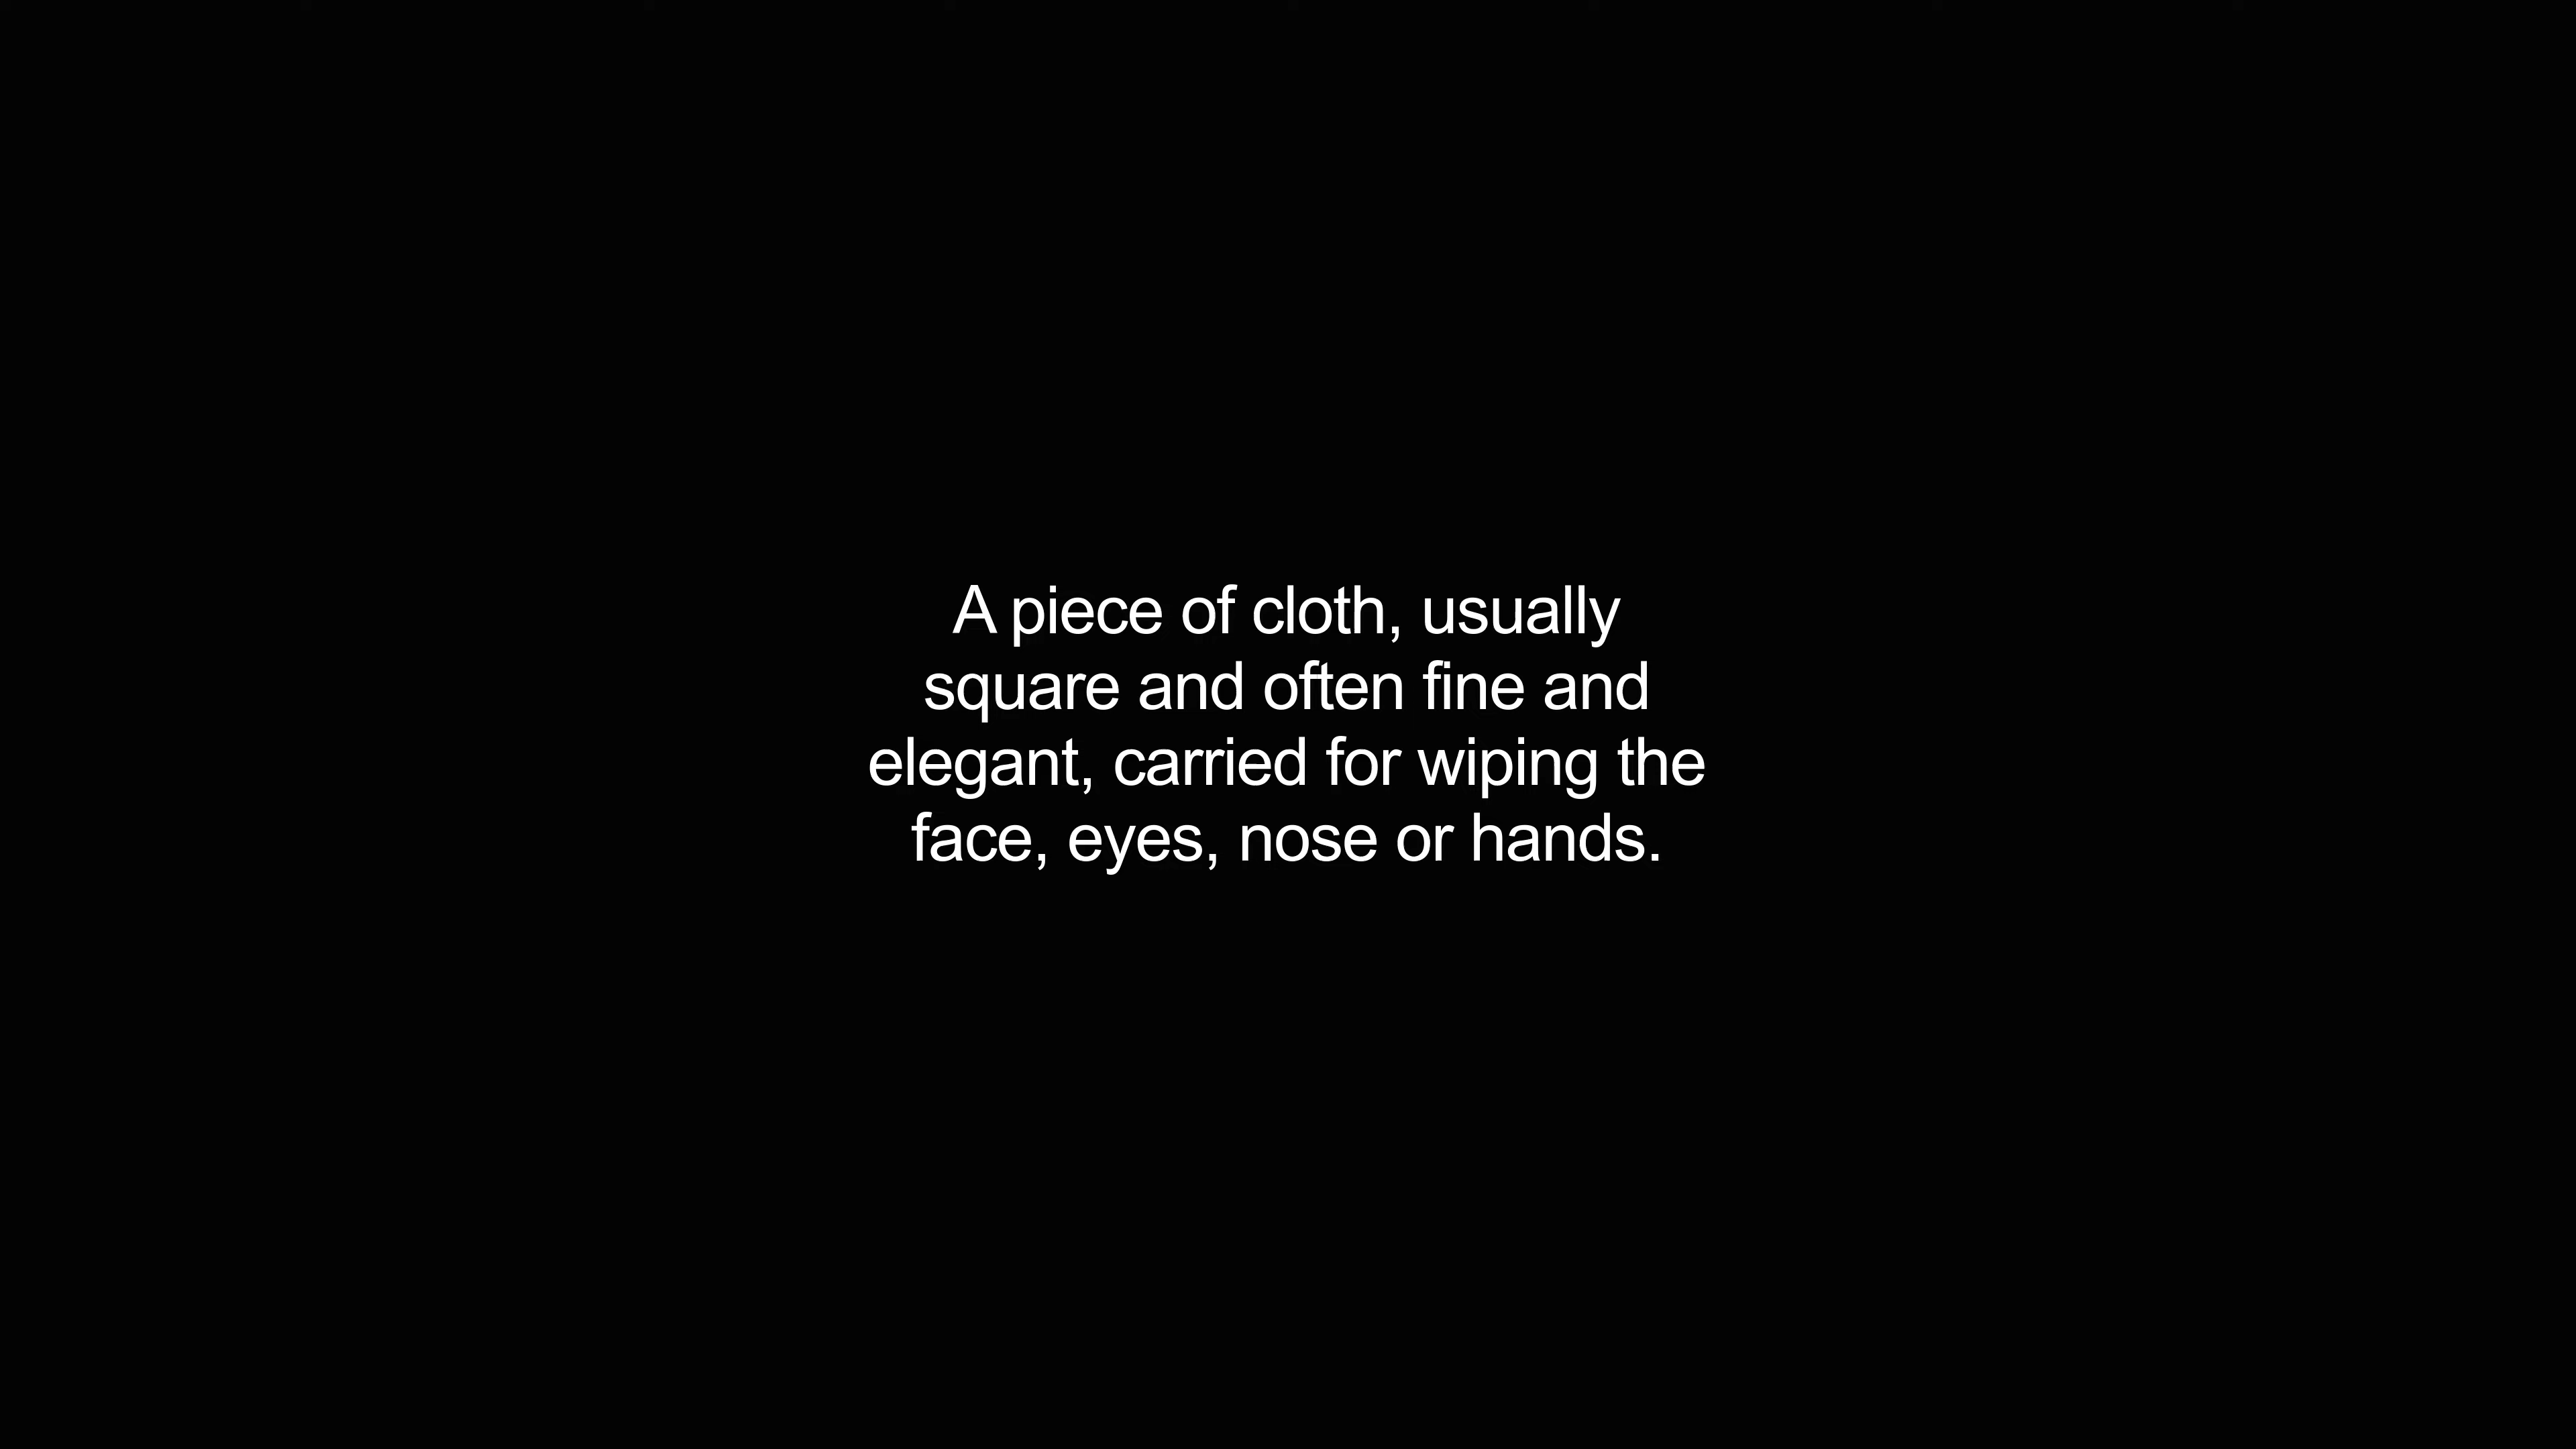 A piece of cloth, usually
square and often fine and
elegant, carried for wiping the
face, eyes, nose or hands.